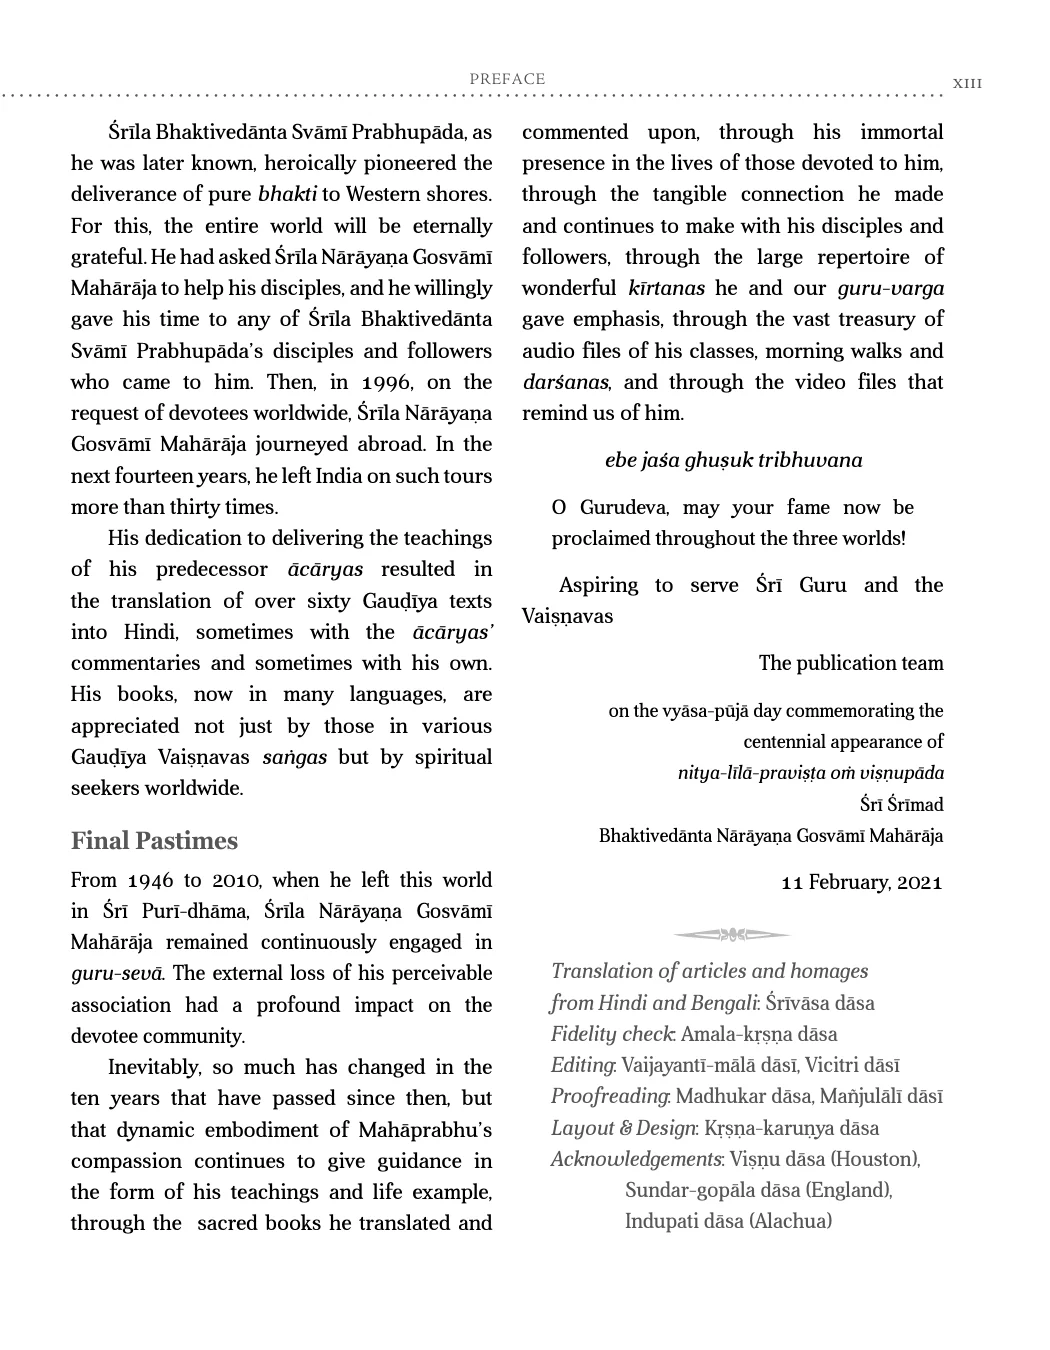 PREFACE
XIII
Śrīla Bhaktivedānta Svāmī Prabhupāda, as
he was later known, heroically pioneered the
deliverance of pure bhakti to Western shores.
For this, the entire world will be eternally
grateful. He had asked Śrīla Nārāyaṇa Gosvāmī
Mahārāja to help his disciples, and he willingly
gave his time to any of Śrīla Bhaktivedānta
Svāmī Prabhupāda’s disciples and followers
who came to him. Then, in 1996, on the
request of devotees worldwide, Śrīla Nārāyaṇa
Gosvāmī Mahārāja journeyed abroad. In the
next fourteen years, he left India on such tours
more than thirty times.
His dedication to delivering the teachings
of his predecessor ācāryas resulted in
the translation of over sixty Gauḍīya texts
into Hindi, sometimes with the ācāryas’
commentaries and sometimes with his own.
His books, now in many languages, are
appreciated not just by those in various
Gauḍīya Vaiṣṇavas saṅgas but by spiritual
seekers worldwide.
Final Pastimes
From 1946 to 2010, when he left this world
in Śrī Purī-dhāma, Śrīla Nārāyaṇa Gosvāmī
Mahārāja remained continuously engaged in
guru-sevā. The external loss of his perceivable
association had a profound impact on the
devotee community.
Inevitably, so much has changed in the
ten years that have passed since then, but
that dynamic embodiment of Mahāprabhu’s
compassion continues to give guidance in
the form of his teachings and life example,
through the sacred books he translated and
commented upon, through his immortal
presence in the lives of those devoted to him,
through the tangible connection he made
and continues to make with his disciples and
followers, through the large repertoire of
wonderful kīrtanas he and our guru-varga
gave emphasis, through the vast treasury of
audio files of his classes, morning walks and
darśanas, and through the video files that
remind us of him.
ebe jaśa ghuṣuk tribhuvana
O Gurudeva, may your fame now be
proclaimed throughout the three worlds!
Aspiring to serve Śrī Guru and the
Vaiṣṇavas
The publication team
on the vyāsa-pūjā day commemorating the
centennial appearance of
nitya-līlā-praviṣṭa oṁ viṣṇupāda
Śrī Śrīmad
Bhaktivedānta Nārāyaṇa Gosvāmī Mahārāja
11 February, 2021
Translation of articles and homages
from Hindi and Bengali: Śrīvāsa dāsa
Fidelity check: Amala-kṛṣṇa dāsa
Editing: Vaijayantī-mālā dāsī, Vicitri dāsī
Proofreading: Madhukar dāsa, Mañjulālī dāsī
Layout & Design: Kṛṣṇa-karuṇya dāsa
Acknowledgements: Viṣṇu dāsa (Houston),
Sundar-gopāla dāsa (England),
Indupati dāsa (Alachua)